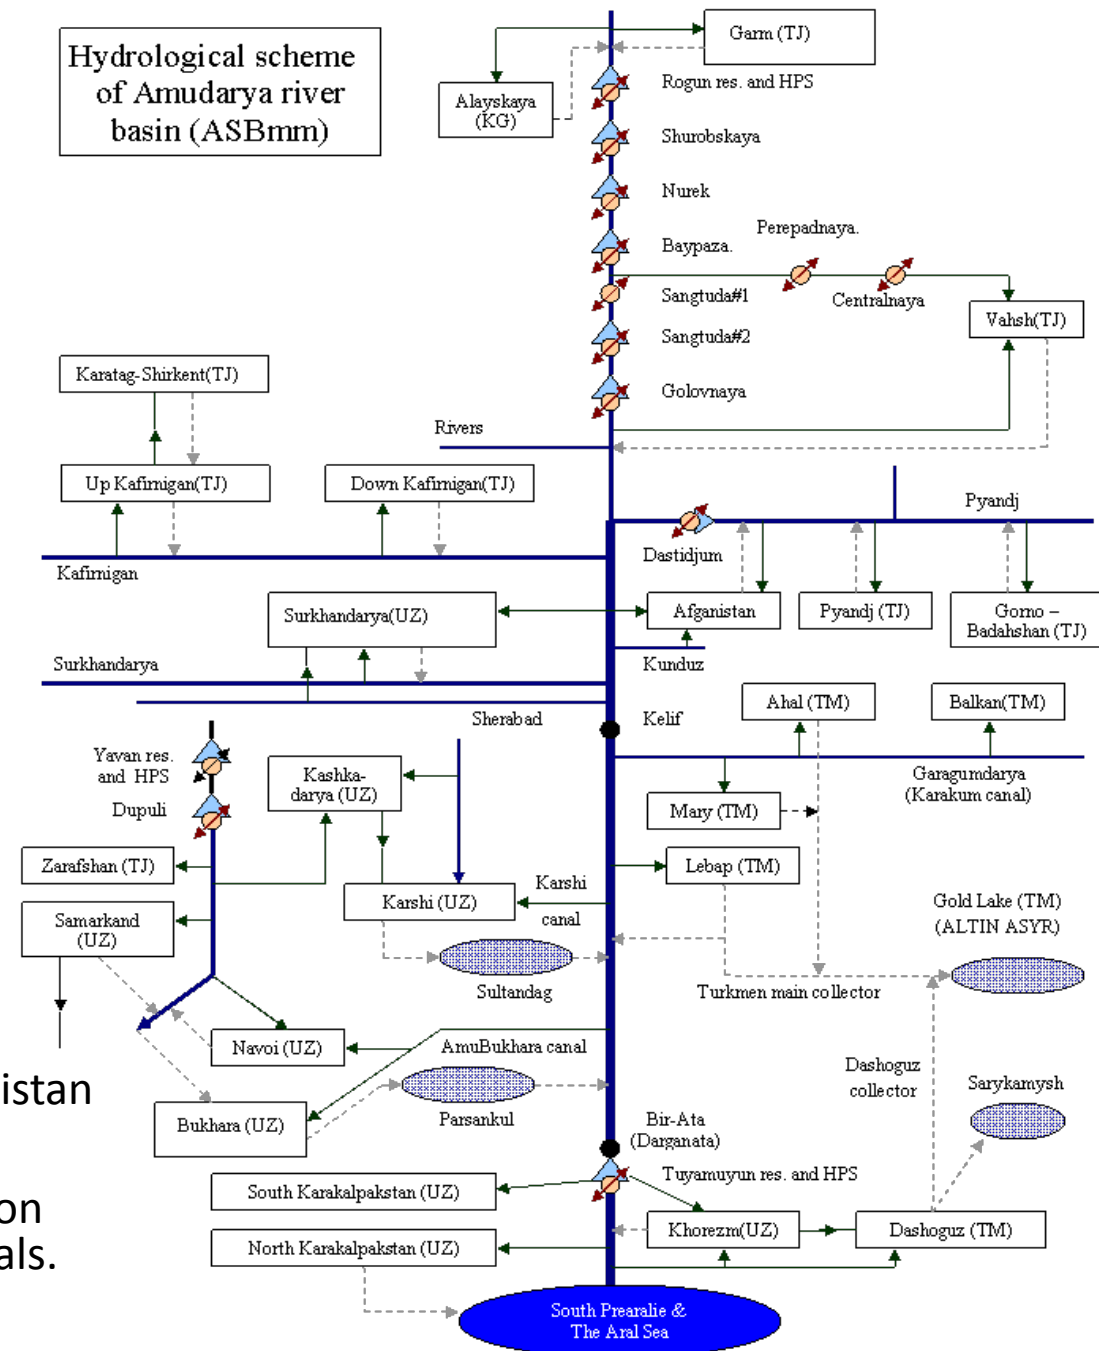 Hydrological scheme
of Amudarya river
basin (ASBmm)
Garm (TJ)
Alayskaya
(KG)
Rogun res. and HPS
Shurobskaya
Nurek
Baypaza.
Perepadnaya.
Sangtuda#1
Centralnaya
Vahsh(TJ)
Sangtuda#2
Golovnaya
Karatag-Shirkent(TJ)
Rivers
Up Kafirnigan(TJ)
Down Kafirnigan(TJ)
Pyandj
Dastidjum
Kafirnigan
Surkhandarya(UZ)
Afganistan
Pyandj (TJ)
Gorno –
Badahshan (TJ)
Surkhandarya
Kunduz
Sherabad
Kelif
Ahal (TM)
Balkan(TM)
Yavan res.
and HPS
Kashka-
darya (UZ)
Garagumdarya
(Karakum canal)
Dupuli
Mary (TM)
Zarafshan (TJ)
Lebap (TM)
Karshi (UZ)
Karshi
canal
Samarkand
(UZ)
Gold Lake (TM)
(ALTIN ASYR)
Sultandag
Turkmen main collector
Navoi (UZ)
AmuBukhara canal
Dashoguz
collector
Sarykamysh
istan
Bukhara (UZ)
Parsankul
Bir-Ata
(Darganata)
Tuyamuyun res. and HPS
South Karakalpakstan (UZ)
on
Khorezm(UZ)
Dashoguz (TM)
North Karakalpakstan (UZ)
als.
South Prearalie &
The Aral Sea